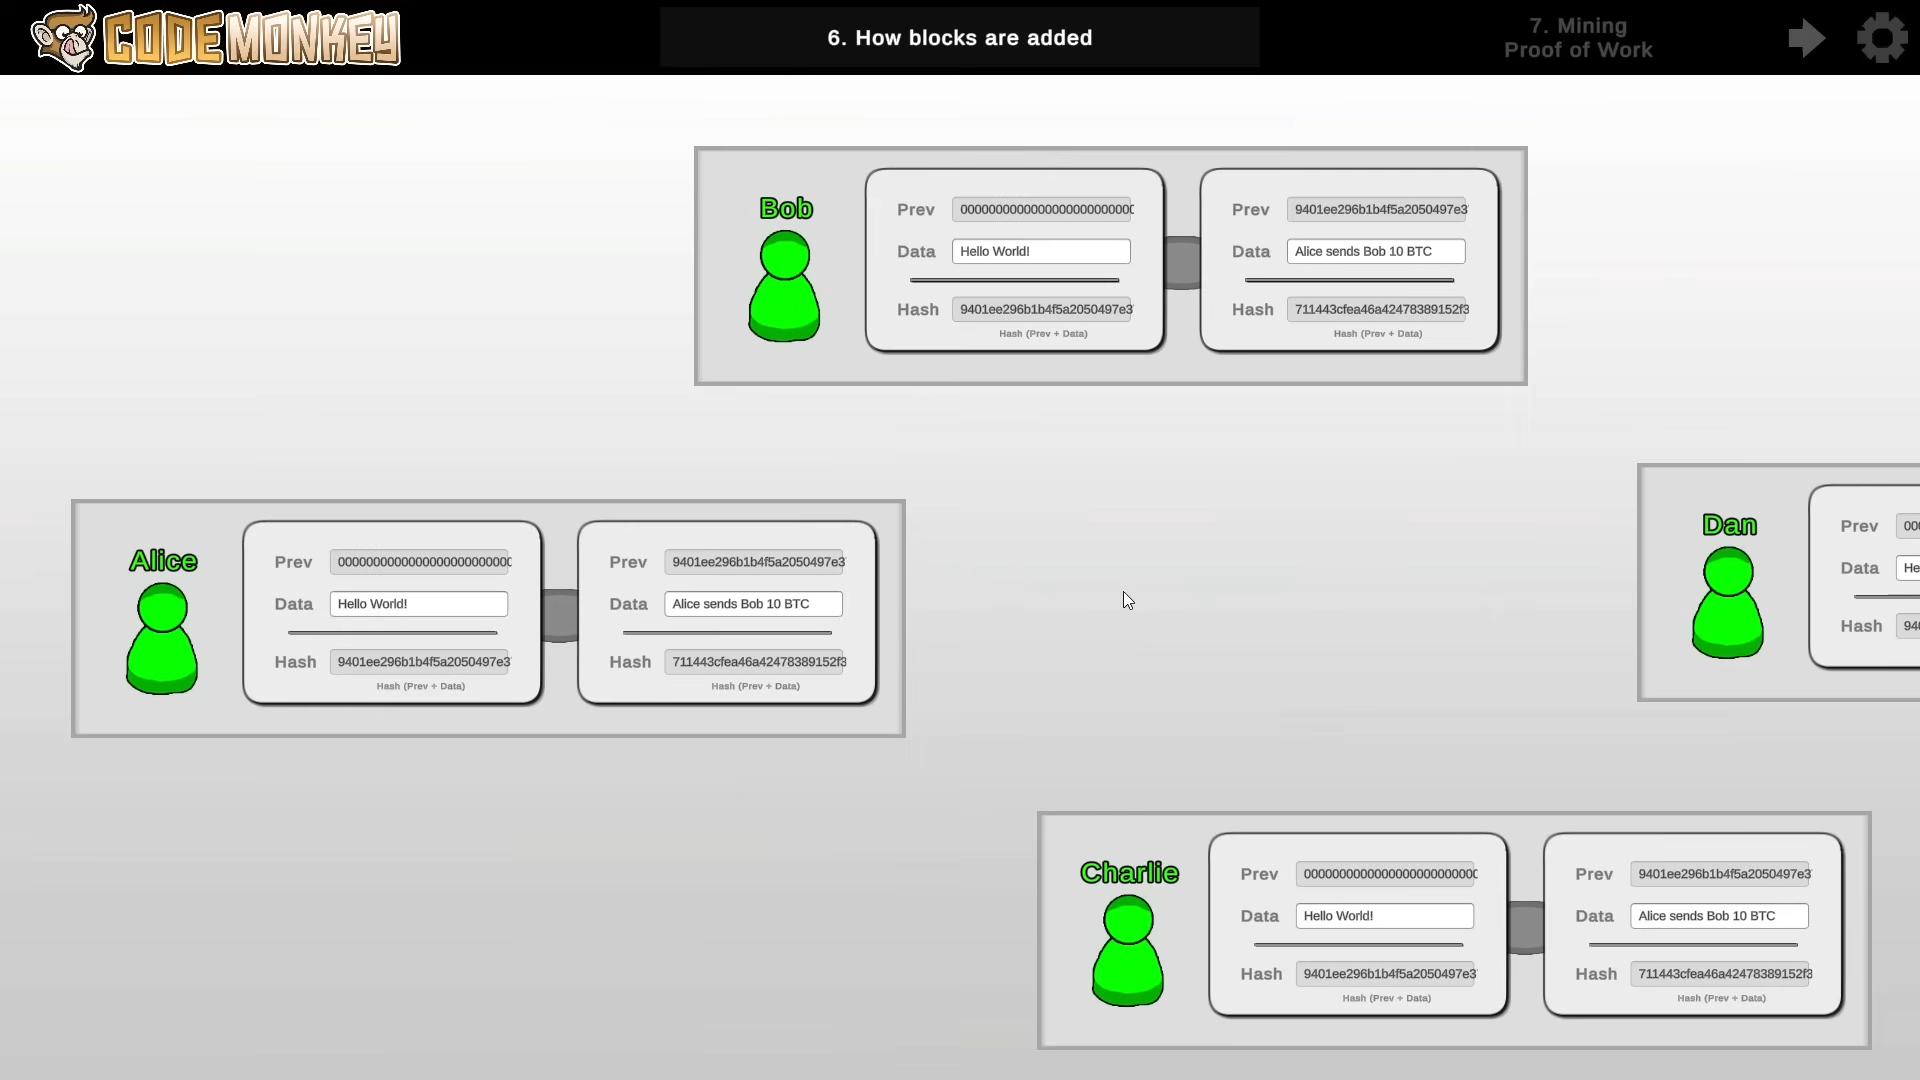 CODEMONKEY
6. How blocks are added
7. Mining
Proof of Work
Bob
Prev 0000000000000000000000000
Data Hello World!
Hash 9401ee296b1b4f5a2050497e3
Hash (Prev + Data)
Prev 9401ee296b1b4f5a2050497e3
Data Alice sends Bob 10 BTC
Hash 711443cfea46a42478389152f3
Hash (Prev + Data)
Alice
Prev 0000000000000000000000000
Data Hello World!
Hash 9401ee296b1b4f5a2050497e3
Hash (Prev + Data)
Prev 9401ee296b1b4f5a2050497e3
Data Alice sends Bob 10 BTC
Hash 711443cfea46a42478389152f3
Hash (Prev + Data)
Dan
Prev 000
Data He
Hash 940
Charlie
Prev 0000000000000000000000000
Data Hello World!
Hash 9401ee296b1b4f5a2050497e3
Hash (Prev + Data)
Prev 9401ee296b1b4f5a2050497e3
Data Alice sends Bob 10 BTC
Hash 711443cfea46a42478389152f3
Hash (Prev + Data)